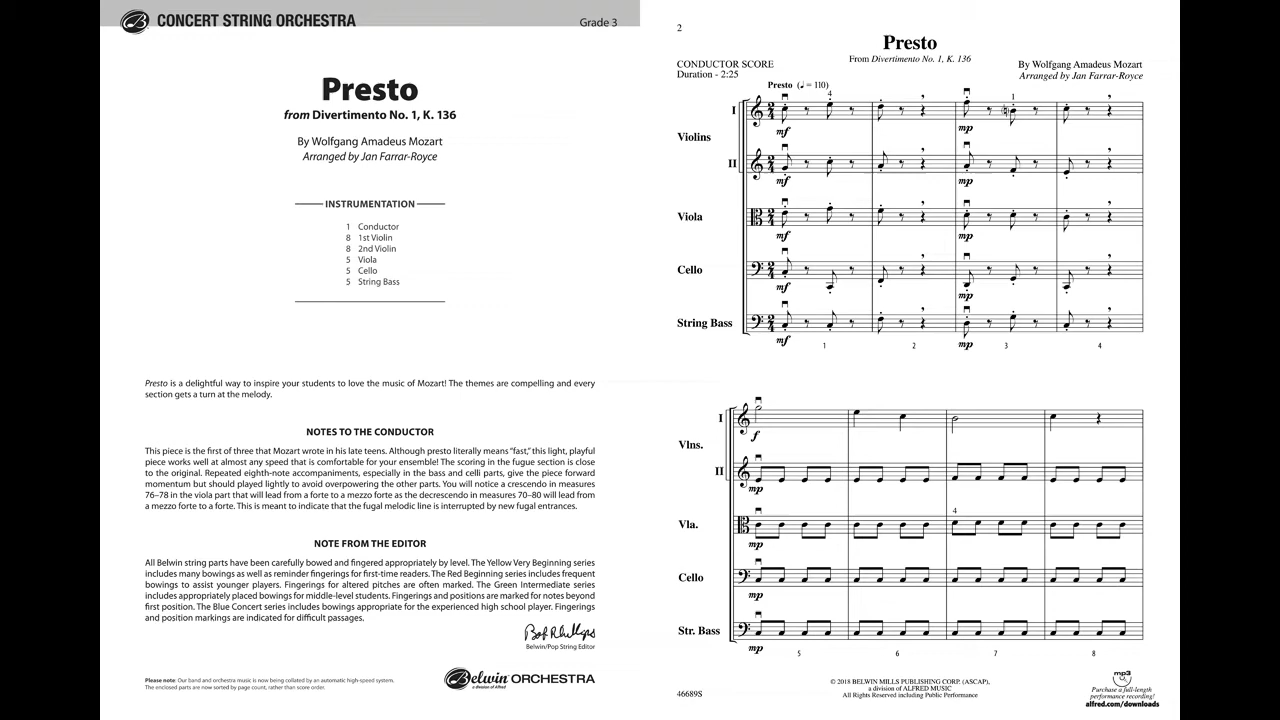 CONCERT STRING ORCHESTRA
Grade 3
Presto
from Divertimento No. 1, K. 136
By Wolfgang Amadeus Mozart
Arranged by Jan Farrar-Royce
INSTRUMENTATION
1 Conductor
8 1st Violin
8 2nd Violin
5 Viola
5 Cello
5 String Bass
Presto is a delightful way to inspire your students to love the music of Mozart! The themes are compelling and every
section gets a turn at the melody.
NOTES TO THE CONDUCTOR
This piece is the first of three that Mozart wrote in his late teens. Although presto literally means “fast,” this light, playful
piece works well at almost any speed that is comfortable for your ensemble! The scoring in the fugue section is close
to the original. Repeated eighth-note accompaniments, especially in the bass and celli parts, give the piece forward
momentum but should played lightly to avoid overpowering the other parts. You will notice a crescendo in measures
76–78 in the viola part that will lead from a forte to a mezzo forte as the decrescendo in measures 70–80 will lead from
a mezzo forte to a forte. This is meant to indicate that the fugal melodic line is interrupted by new fugal entrances.
NOTE FROM THE EDITOR
All Belwin string parts have been carefully bowed and fingered appropriately by level. The Yellow Very Beginning series
includes many bowings as well as reminder fingerings for first-time readers. The Red Beginning series includes frequent
bowings to assist younger players. Fingerings for altered pitches are often marked. The Green Intermediate series
includes appropriately placed bowings for middle-level students. Fingerings and positions are marked for notes beyond
first position. The Blue Concert series includes bowings appropriate for the experienced high school player. Fingerings
and position markings are indicated for difficult passages.
Bob Phillips
Belwin/Pop String Editor
Please note: Our band and orchestra music is now being collated by an automatic high-speed system.
The enclosed parts are now sorted by page count, rather than score order.
Belwin ORCHESTRA
a division of Alfred
2
Presto
From Divertimento No. 1, K. 136
CONDUCTOR SCORE
Duration - 2:25
By Wolfgang Amadeus Mozart
Arranged by Jan Farrar-Royce
Presto (♩ = 110)
4
1
I
Violins
mf
mp
II
mf
mp
Viola
mf
mp
Cello
mf
mp
String Bass
mf
mp
1 2 3 4
I
f
Vlns.
II
mp
4
Vla.
mp
Cello
mp
Str. Bass
mp
5 6 7 8
46689S
© 2018 BELWIN MILLS PUBLISHING CORP. (ASCAP),
a division of ALFRED MUSIC
All Rights Reserved including Public Performance
mp3
Purchase a full-length
performance recording!
alfred.com/downloads